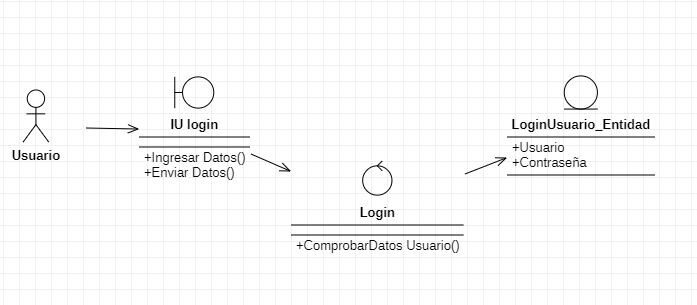 Usuario
IU login
+Ingresar Datos()
+Enviar Datos()
Login
+ComprobarDatos Usuario()
LoginUsuario_Entidad
+Usuario
+Contraseña